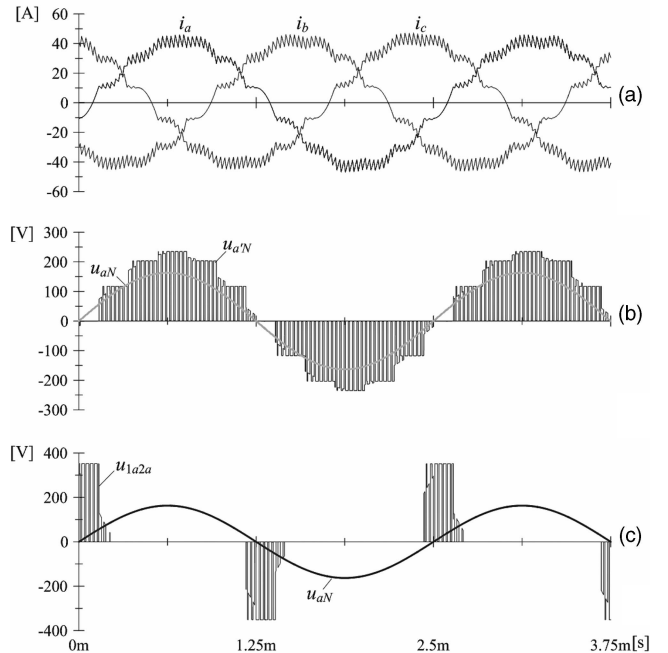 [A]
60
i_a i_b i_c
40
20
0
(a)
-20
-40
-60
[V]
300
u_a'N
200
u_aN
100
0
(b)
-100
-200
-300
[V]
400
u_1a2a
200
0
(c)
-200
u_aN
-400
0m 1.25m 2.5m 3.75m[s]